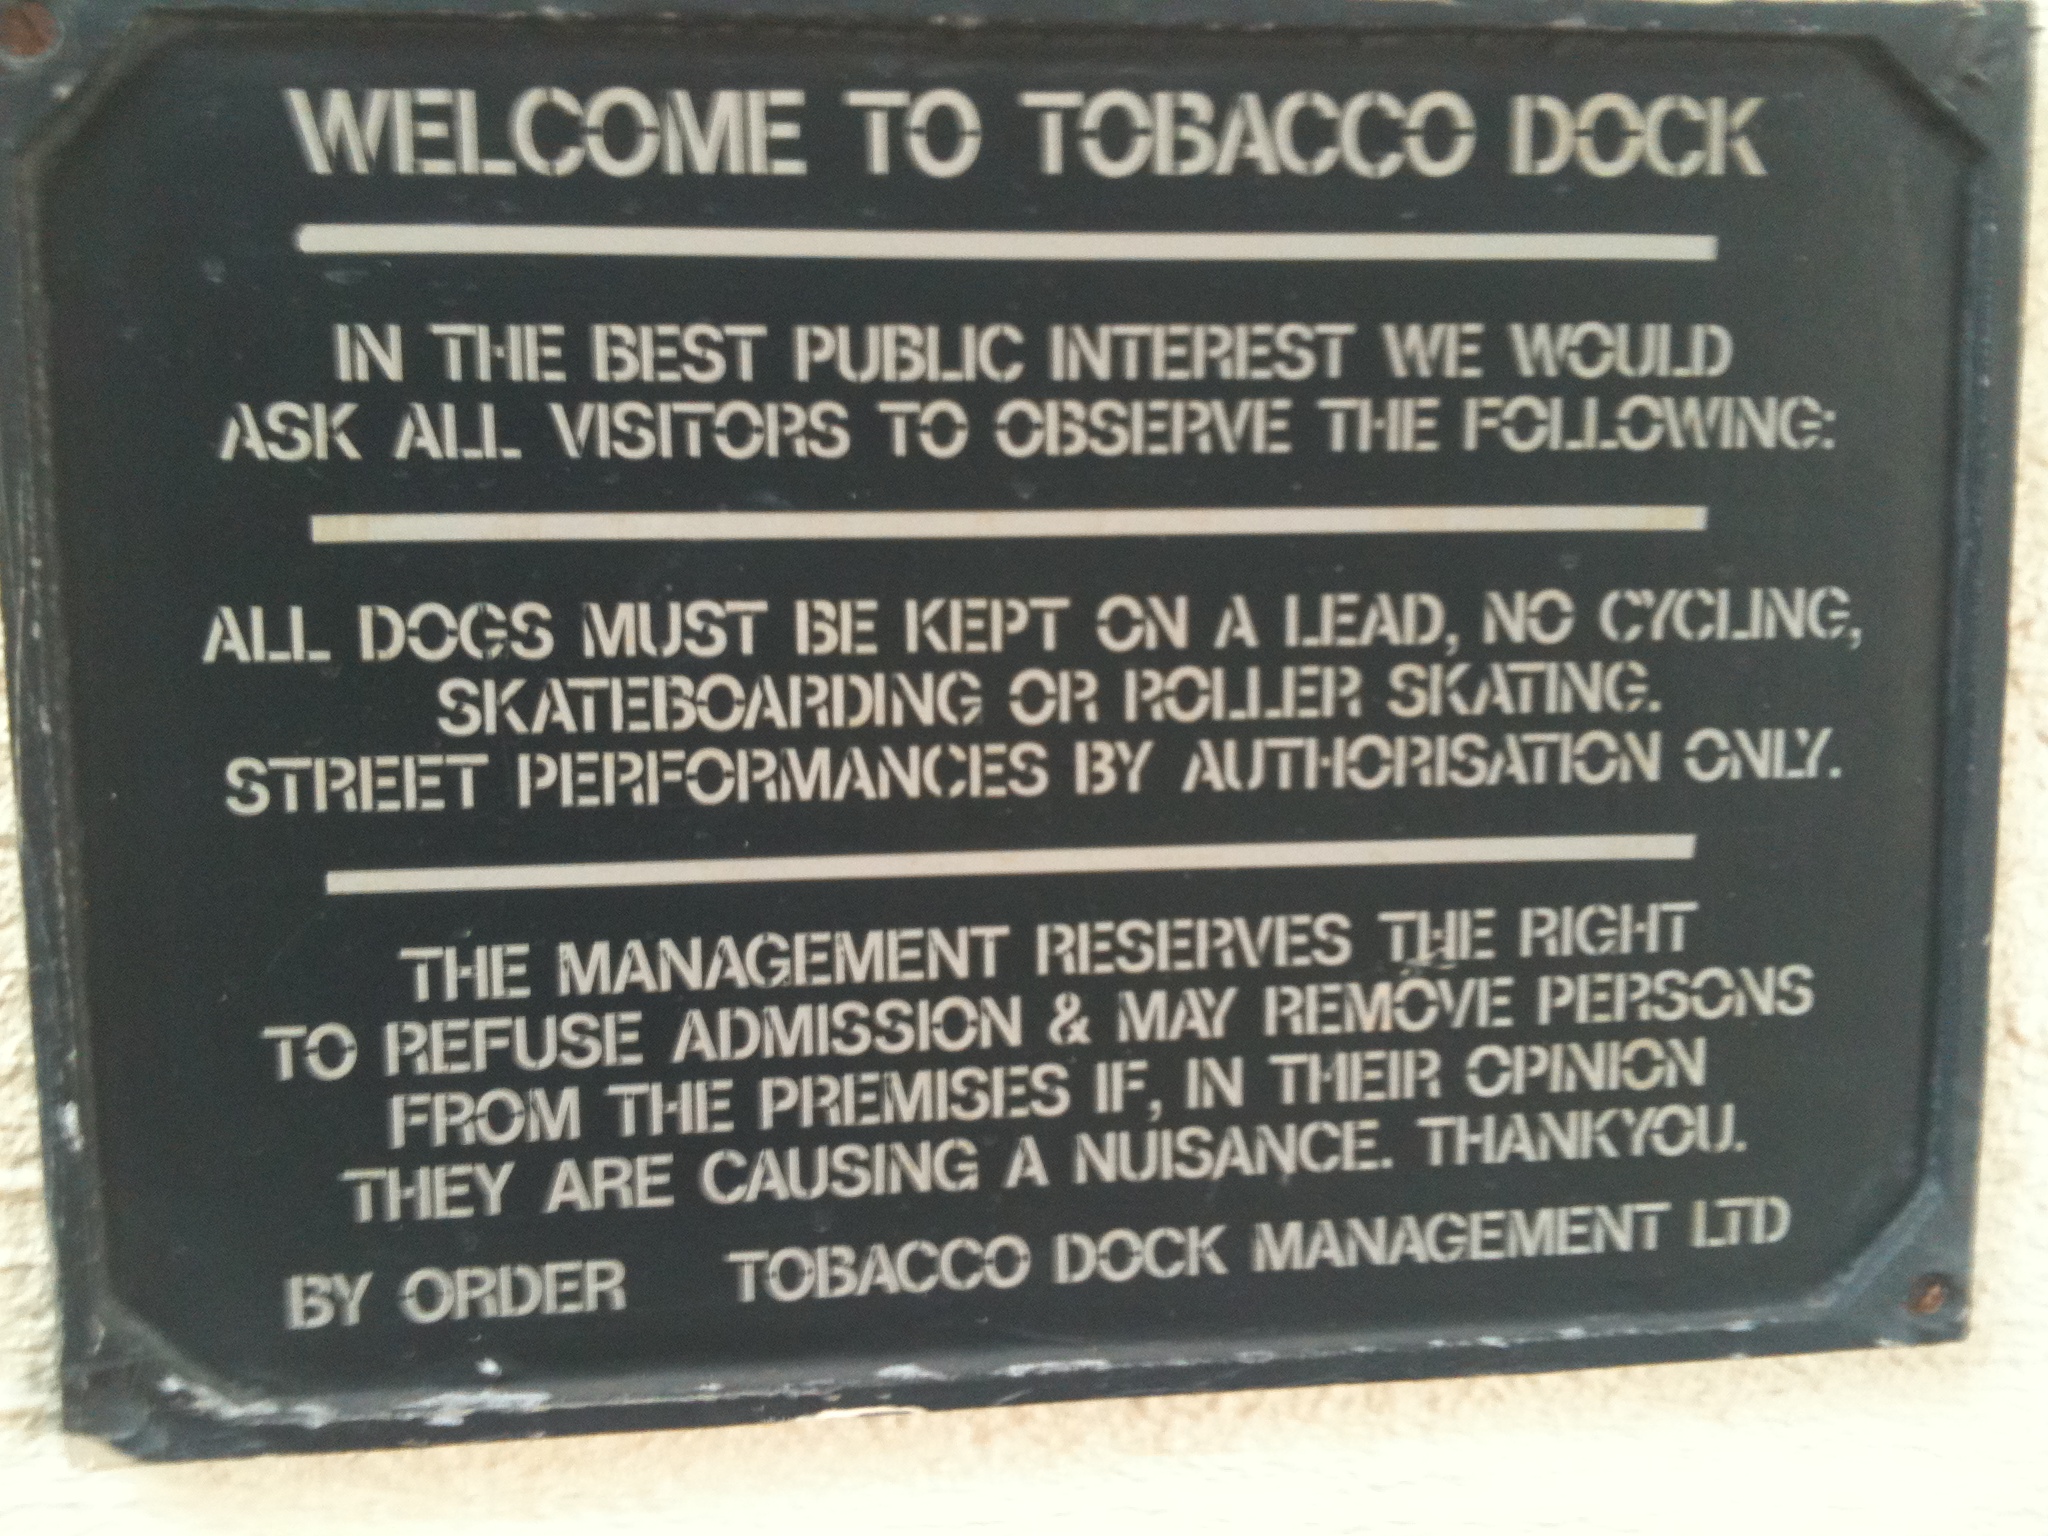 WELCOME TO TOBACCO DOCK
IN THE BEST PUBLIC INTEREST WE WOULD
ASK ALL VISITORS TO OBSERVE THE FOLLOWING:
ALL DOGS MUST BE KEPT ON A LEAD, NO CYCLING,
SKATEBOARDING OR ROLLER SKATING.
STREET PERFORMANCES BY AUTHORISATION ONLY.
THE MANAGEMENT RESERVES THE RIGHT
TO REFUSE ADMISSION & MAY REMOVE PERSONS
FROM THE PREMISES IF, IN THEIR OPINION
THEY ARE CAUSING A NUISANCE. THANKYOU.
BY ORDER TOBACCO DOCK MANAGEMENT LTD